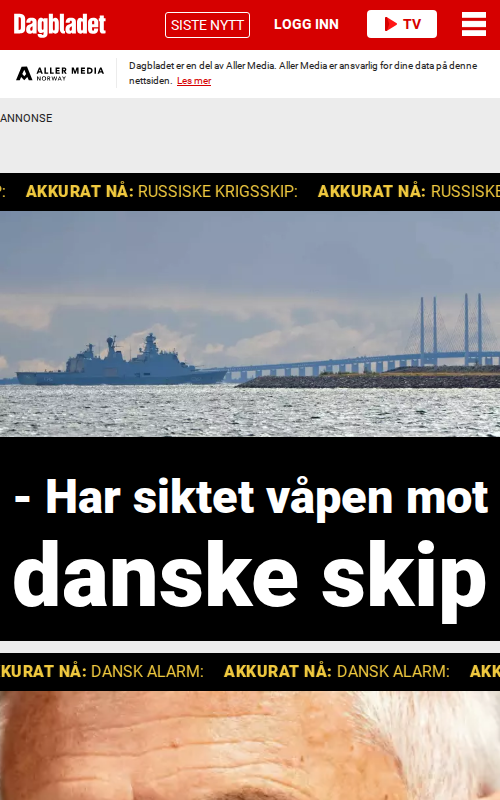 Dagbladet
SISTE NYTT
LOGG INN
TV
ALLER MEDIA
NORWAY
Dagbladet er en del av Aller Media. Aller Media er ansvarlig for dine data på denne
nettsiden. Les mer
ANNONSE
P: AKKURAT NÅ: RUSSISKE KRIGSSKIP: AKKURAT NÅ: RUSSISKE
- Har siktet våpen mot
danske skip
KURAT NÅ: DANSK ALARM: AKKURAT NÅ: DANSK ALARM: AKK